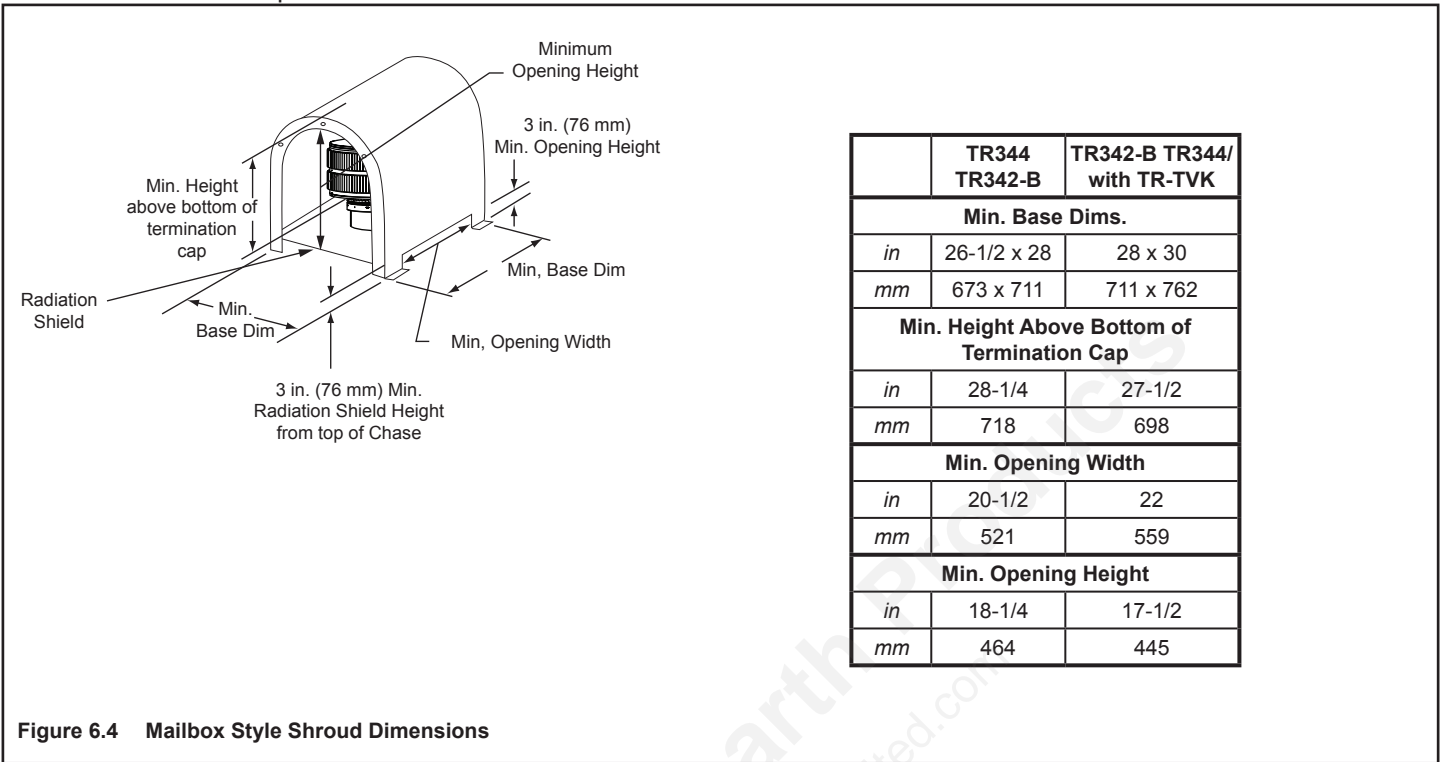 Minimum
Opening Height
3 in. (76 mm)
Min. Opening Height
Min. Height
above bottom of
termination
cap
Min, Base Dim
Radiation
Shield
Min.
Base Dim
Min, Opening Width
3 in. (76 mm) Min.
Radiation Shield Height
from top of Chase
TR344 TR342-B TR344/
TR342-B with TR-TVK
Min. Base Dims.
in 26-1/2 x 28 28 x 30
mm 673 x 711 711 x 762
Min. Height Above Bottom of
Termination Cap
in 28-1/4 27-1/2
mm 718 698
Min. Opening Width
in 20-1/2 22
mm 521 559
Min. Opening Height
in 18-1/4 17-1/2
mm 464 445
Figure 6.4 Mailbox Style Shroud Dimensions
Products